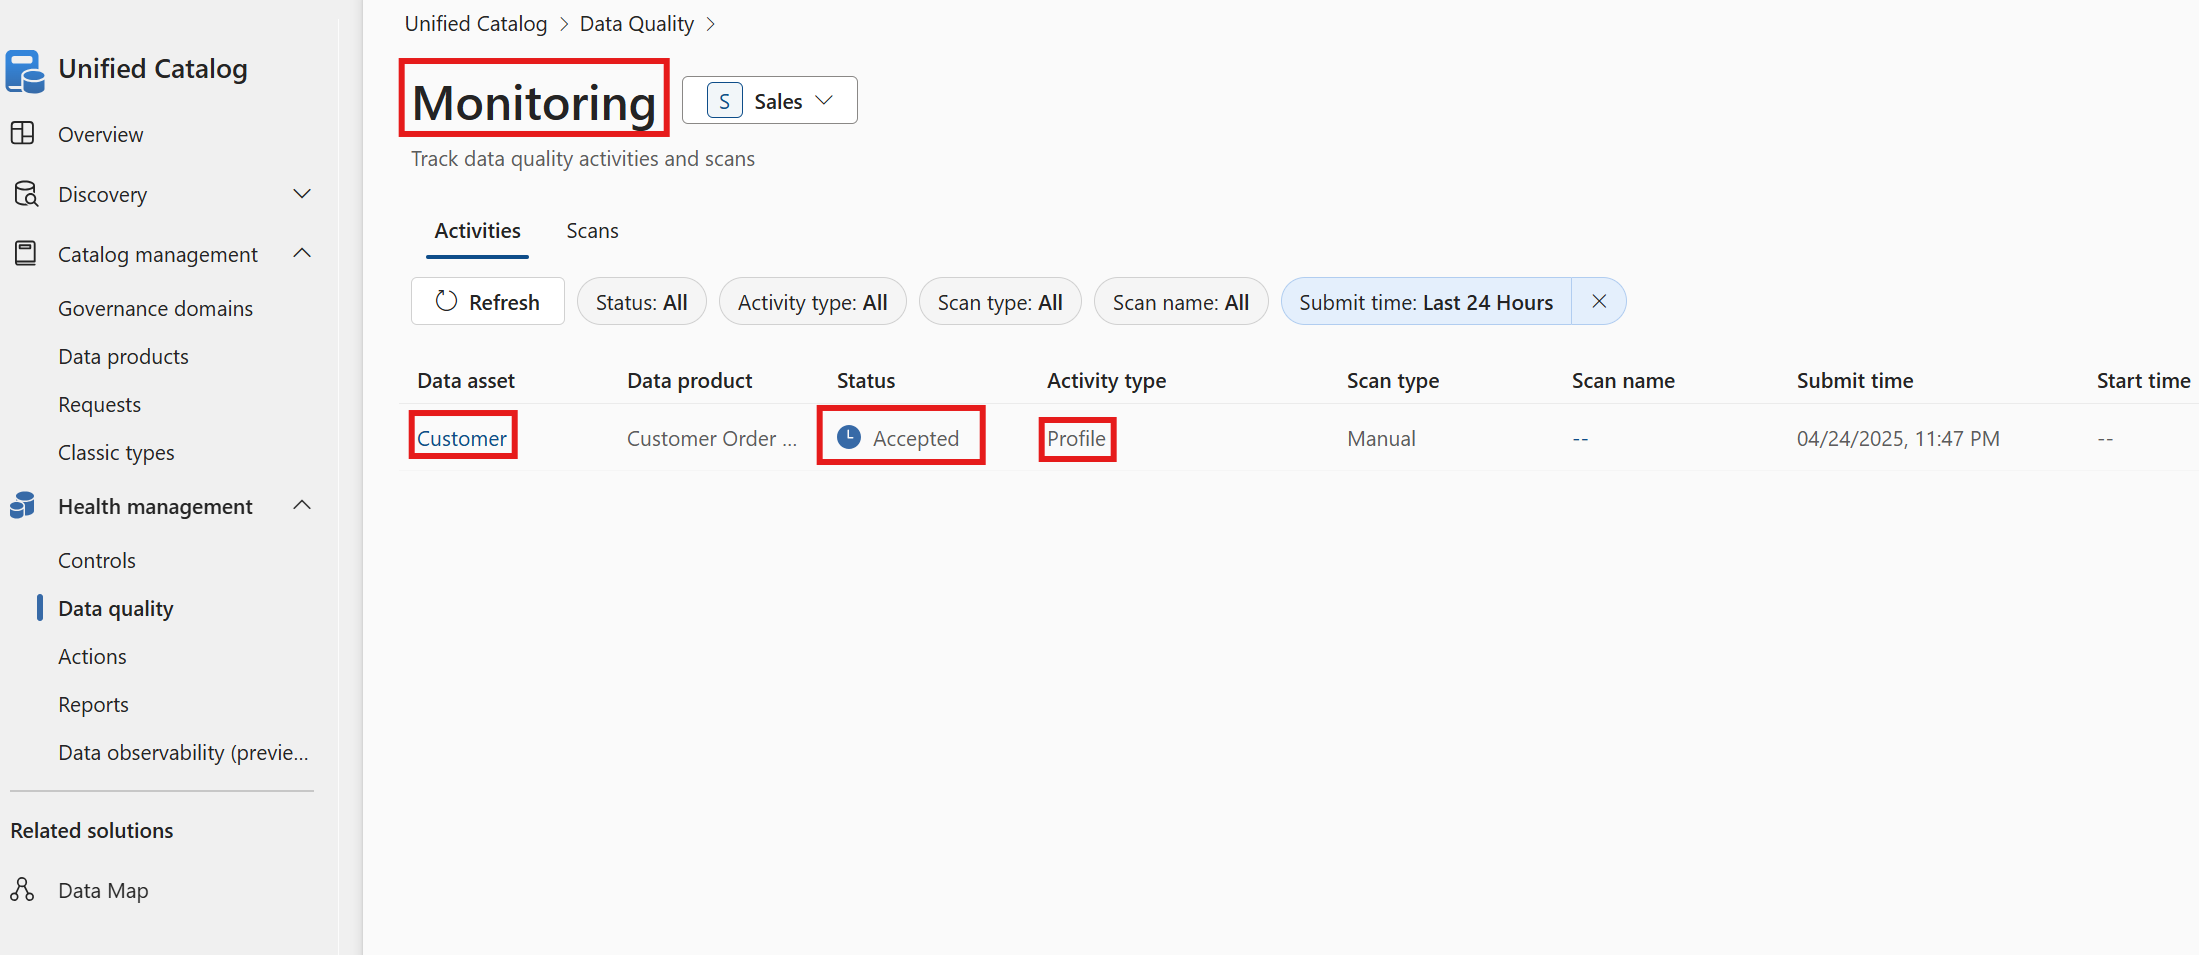 Unified Catalog > Data Quality >
Unified Catalog
Overview
Discovery
Catalog management
Governance domains
Data products
Requests
Classic types
Health management
Controls
Data quality
Actions
Reports
Data observability (previe...
Related solutions
Data Map
Monitoring
S Sales
Track data quality activities and scans
Activities Scans
Refresh Status: All Activity type: All Scan type: All Scan name: All Submit time: Last 24 Hours
Data asset Data product Status Activity type Scan type Scan name Submit time Start time
Customer Customer Order ... Accepted Profile Manual -- 04/24/2025, 11:47 PM --